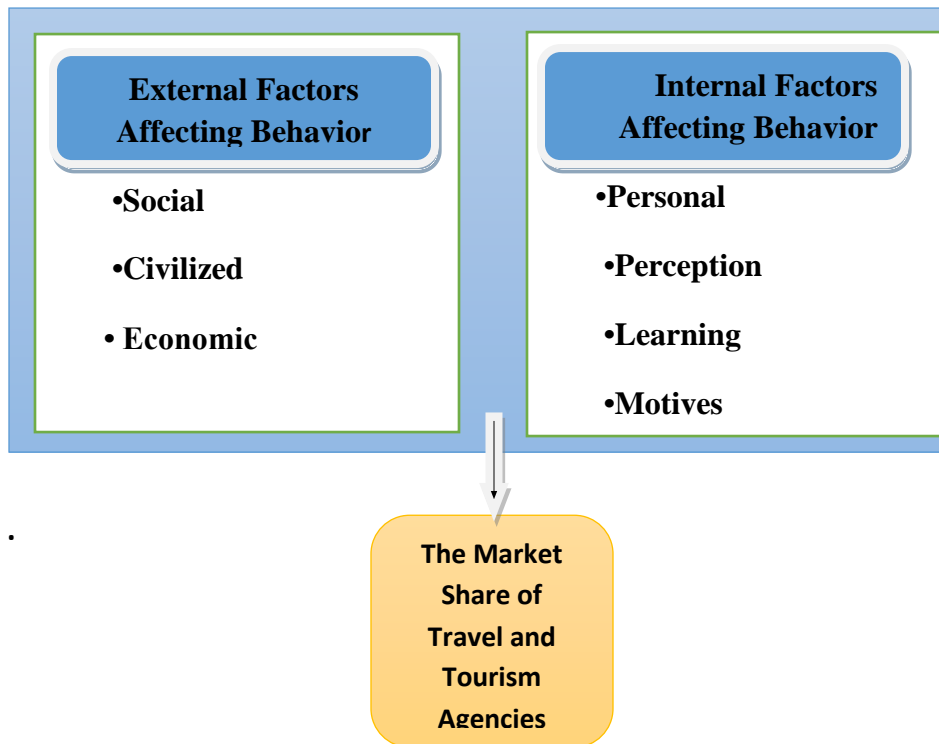 External Factors
Affecting Behavior
•Social
•Civilized
• Economic
Internal Factors
Affecting Behavior
•Personal
•Perception
•Learning
•Motives
.
The Market
Share of
Travel and
Tourism
Agencies